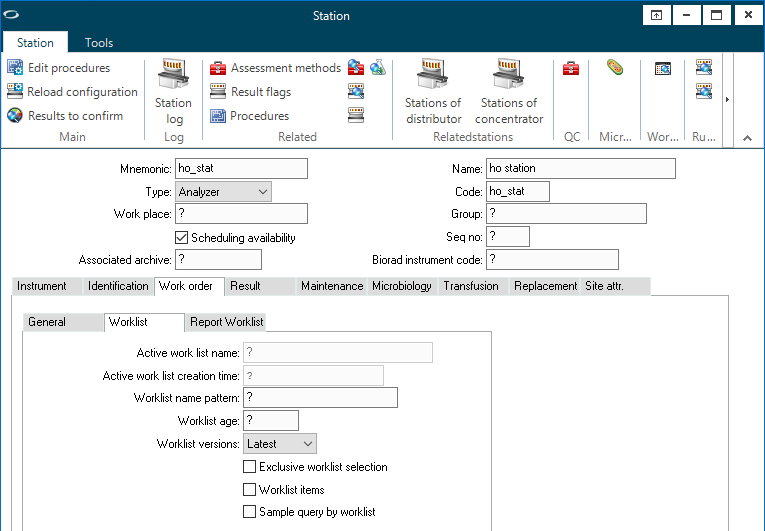 Station
Station Tools
Edit procedures
Reload configuration
Results to confirm
Main
Station
log
Log
Assessment methods
Result flags
Procedures
Related
Stations of
distributor
Stations of
concentrator
Relatedstations
QC
Micr...
Wor...
Ru...
Mnemonic: ho_stat
Name: ho station
Type: Analyzer
Code: ho_stat
Work place: ?
Group: ?
Scheduling availability
Seq no: ?
Associated archive: ?
Biorad instrument code: ?
Instrument Identification Work order Result Maintenance Microbiology Transfusion Replacement Site attr.
General Worklist Report Worklist
Active work list name: ?
Active work list creation time: ?
Worklist name pattern: ?
Worklist age: ?
Worklist versions: Latest
Exclusive worklist selection
Worklist items
Sample query by worklist